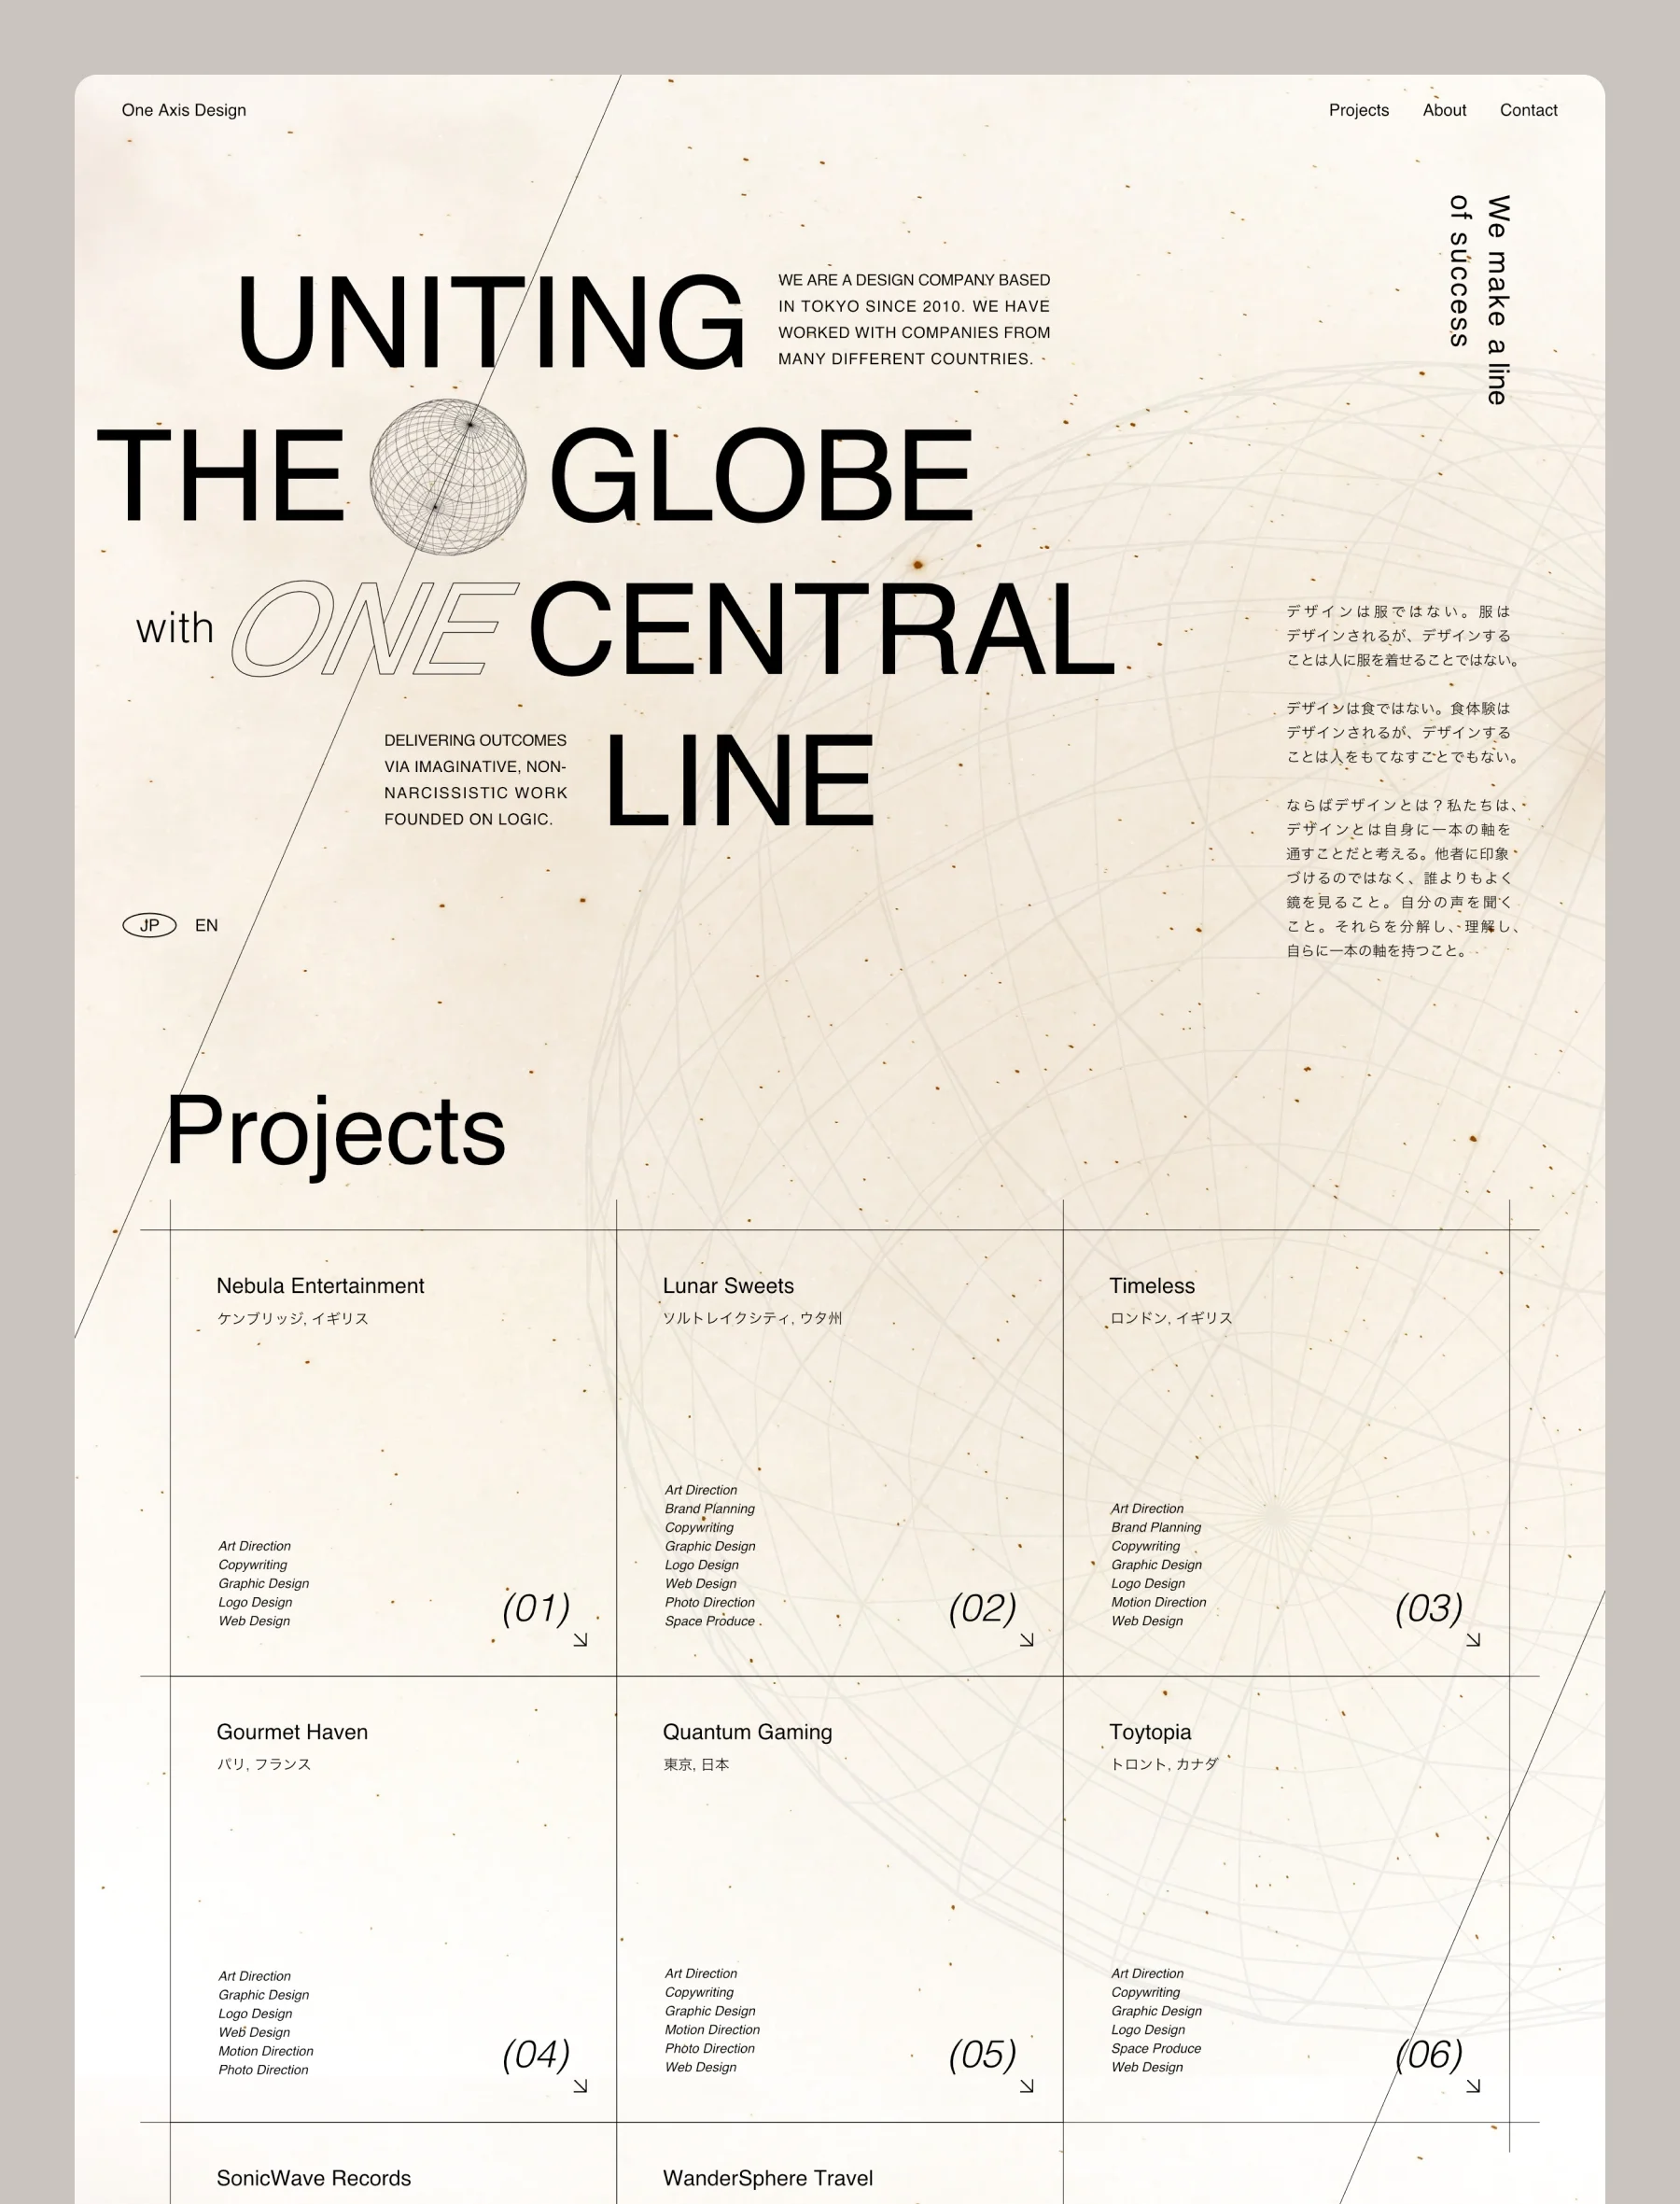 One Axis Design
Projects
About
Contact
We make a line
of success
UNITING
WE ARE A DESIGN COMPANY BASED
IN TOKYO SINCE 2010. WE HAVE
WORKED WITH COMPANIES FROM
MANY DIFFERENT COUNTRIES.
THE GLOBE
with ONE CENTRAL
DELIVERING OUTCOMES
VIA IMAGINATIVE, NON-
NARCISSISTIC WORK
FOUNDED ON LOGIC.
LINE
デザインは服ではない。服は
デザインされるが、デザインする
ことは人に服を着せることではない。
デザインは食ではない。食体験は
デザインされるが、デザインする
ことは人をもてなすことでもない。
ならばデザインとは？私たちは、
デザインとは自身に一本の軸を
通すことだと考える。他者に印象
づけるのではなく、誰よりもよく
鏡を見ること。自分の声を聞く
こと。それらを分解し、理解し、
自らに一本の軸を持つこと。
JP
EN
Projects
Nebula Entertainment
ケンブリッジ, イギリス
Art Direction
Copywriting
Graphic Design
Logo Design
Web Design
(01)
Lunar Sweets
ソルトレイクシティ, ウタ州
Art Direction
Brand Planning
Copywriting
Graphic Design
Logo Design
Web Design
Photo Direction
Space Produce
(02)
Timeless
ロンドン, イギリス
Art Direction
Brand Planning
Copywriting
Graphic Design
Logo Design
Motion Direction
Web Design
(03)
Gourmet Haven
パリ, フランス
Art Direction
Graphic Design
Logo Design
Web Design
Motion Direction
Photo Direction
(04)
Quantum Gaming
東京, 日本
Art Direction
Copywriting
Graphic Design
Motion Direction
Photo Direction
Web Design
(05)
Toytopia
トロント, カナダ
Art Direction
Copywriting
Graphic Design
Logo Design
Space Produce
Web Design
(06)
SonicWave Records
WanderSphere Travel